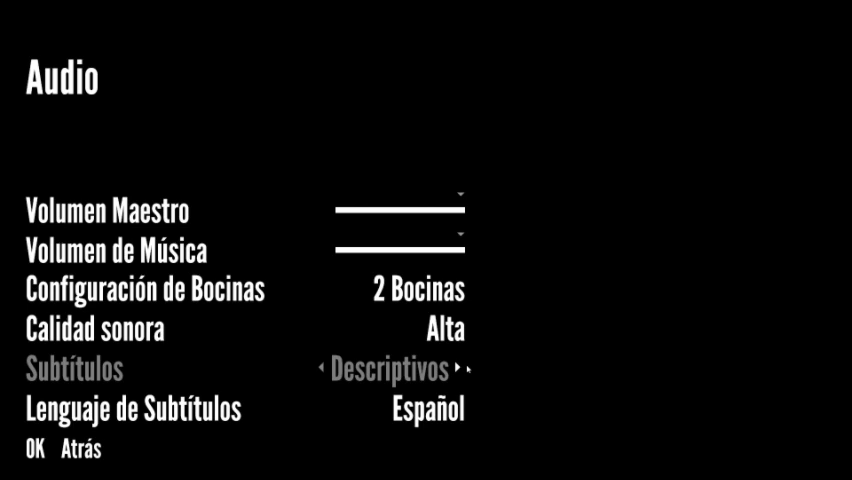 Audio
Volumen Maestro
Volumen de Música
Configuración de Bocinas 2 Bocinas
Calidad sonora Alta
Subtítulos Descriptivos
Lenguaje de Subtítulos Español
OK Atrás